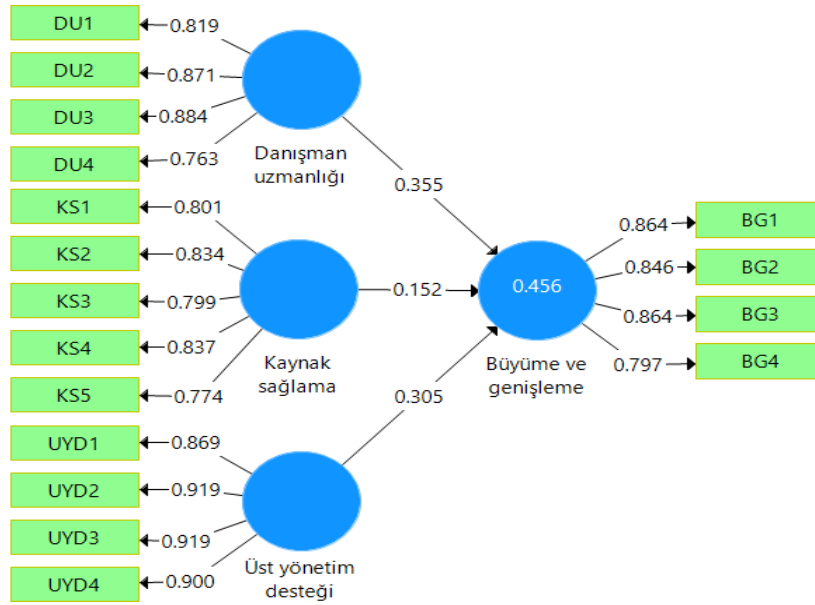 DU1
0.819
DU2
0.871
DU3
0.884
DU4
0.763
Danışman
uzmanlığı
0.355
KS1
0.801
KS2
0.834
KS3
0.799
KS4
0.837
KS5
0.774
Kaynak
sağlama
0.152
UYD1
0.869
UYD2
0.919
UYD3
0.919
UYD4
0.900
Üst yönetim
desteği
0.305
0.456
Büyüme ve
genişleme
0.864
BG1
0.846
BG2
0.864
BG3
0.797
BG4